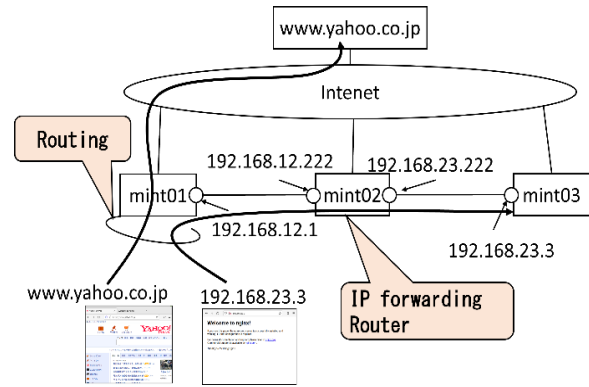 www.yahoo.co.jp
Intenet
Routing
192.168.12.222
192.168.23.222
mint01
mint02
mint03
192.168.12.1
192.168.23.3
www.yahoo.co.jp
192.168.23.3
IP forwarding
Router
Welcome to nginx!